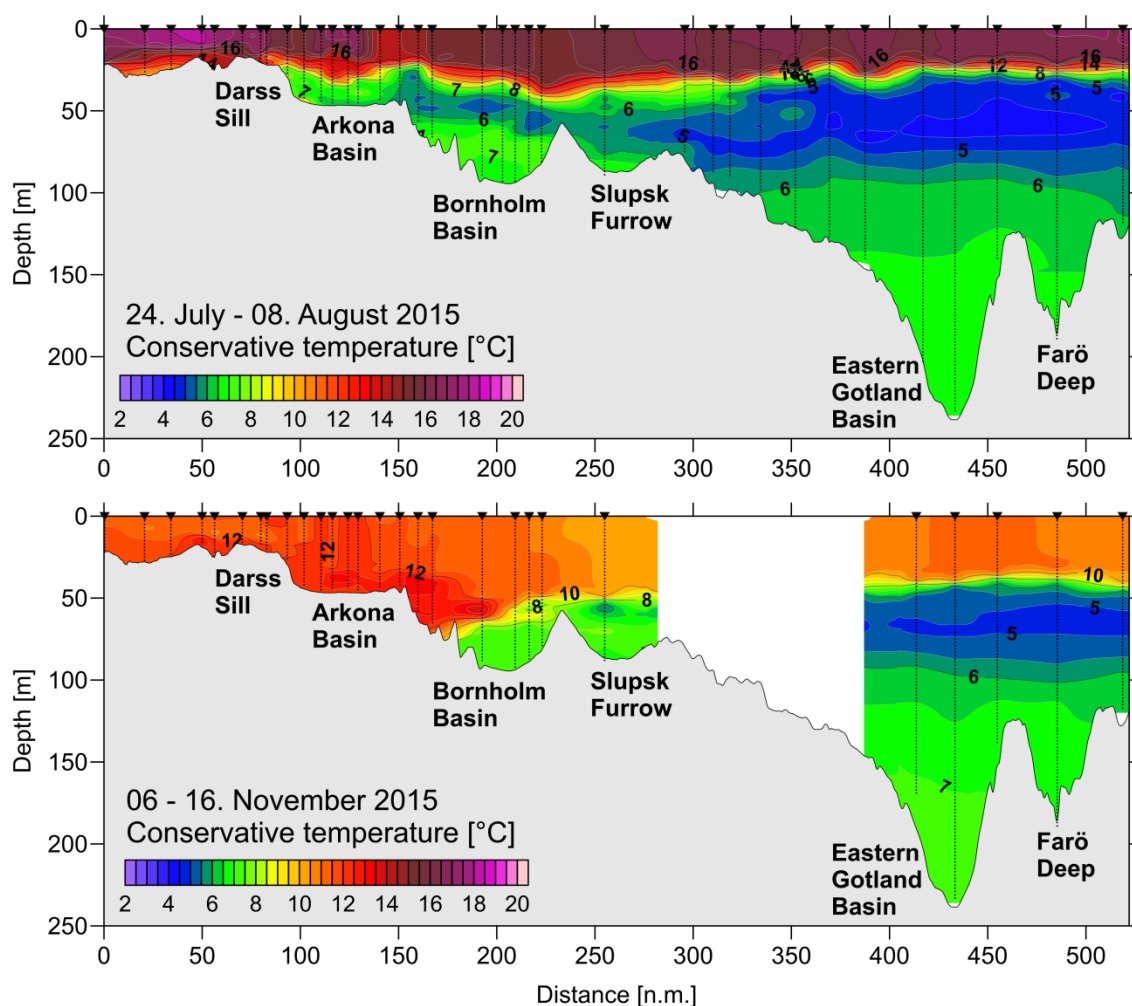 0
50
100
150
200
250
Depth [m]
16
14
16
16
16
16
12
14
8
5
5
5
5
5
6
6
6
6
7
7
7
8
Darss
Sill
Arkona
Basin
Bornholm
Basin
Slupsk
Furrow
Eastern
Gotland
Basin
Farö
Deep
24. July - 08. August 2015
Conservative temperature [°C]
2 4 6 8 10 12 14 16 18 20
0 50 100 150 200 250 300 350 400 450 500
0
50
100
150
200
250
Depth [m]
12
12
12
8
10
8
10
5
5
6
7
Darss
Sill
Arkona
Basin
Bornholm
Basin
Slupsk
Furrow
Eastern
Gotland
Basin
Farö
Deep
06 - 16. November 2015
Conservative temperature [°C]
2 4 6 8 10 12 14 16 18 20
0 50 100 150 200 250 300 350 400 450 500
Distance [n.m.]